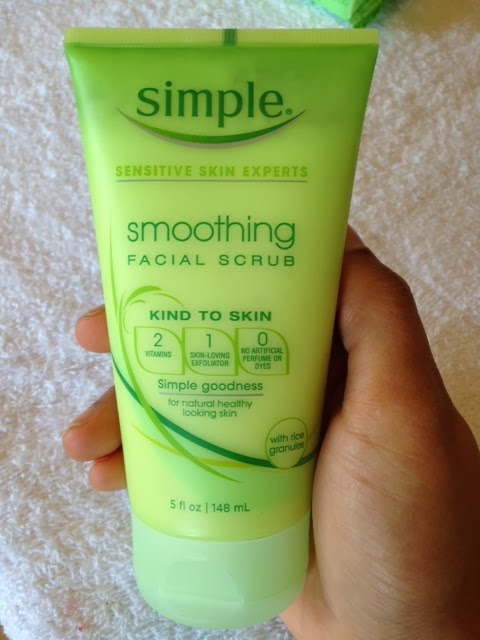 simple®
SENSITIVE SKIN EXPERTS
smoothing
FACIAL SCRUB
KIND TO SKIN
2
VITAMINS
1
SKIN-LOVING
EXFOLIATOR
0
NO ARTIFICIAL
PERFUME OR
DYES
Simple goodness
for natural healthy
looking skin
with rice
granules
5 fl oz | 148 mL